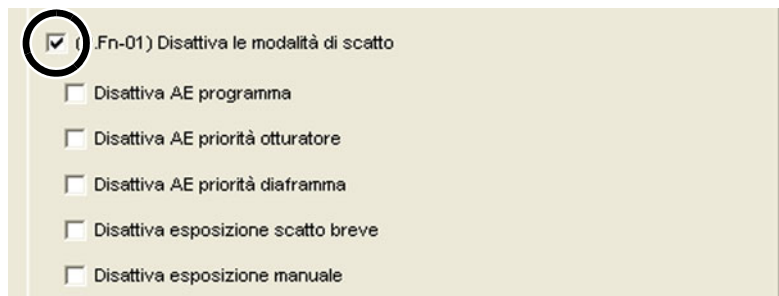 ( .Fn-01) Disattiva le modalità di scatto
Disattiva AE programma
Disattiva AE priorità otturatore
Disattiva AE priorità diaframma
Disattiva esposizione scatto breve
Disattiva esposizione manuale